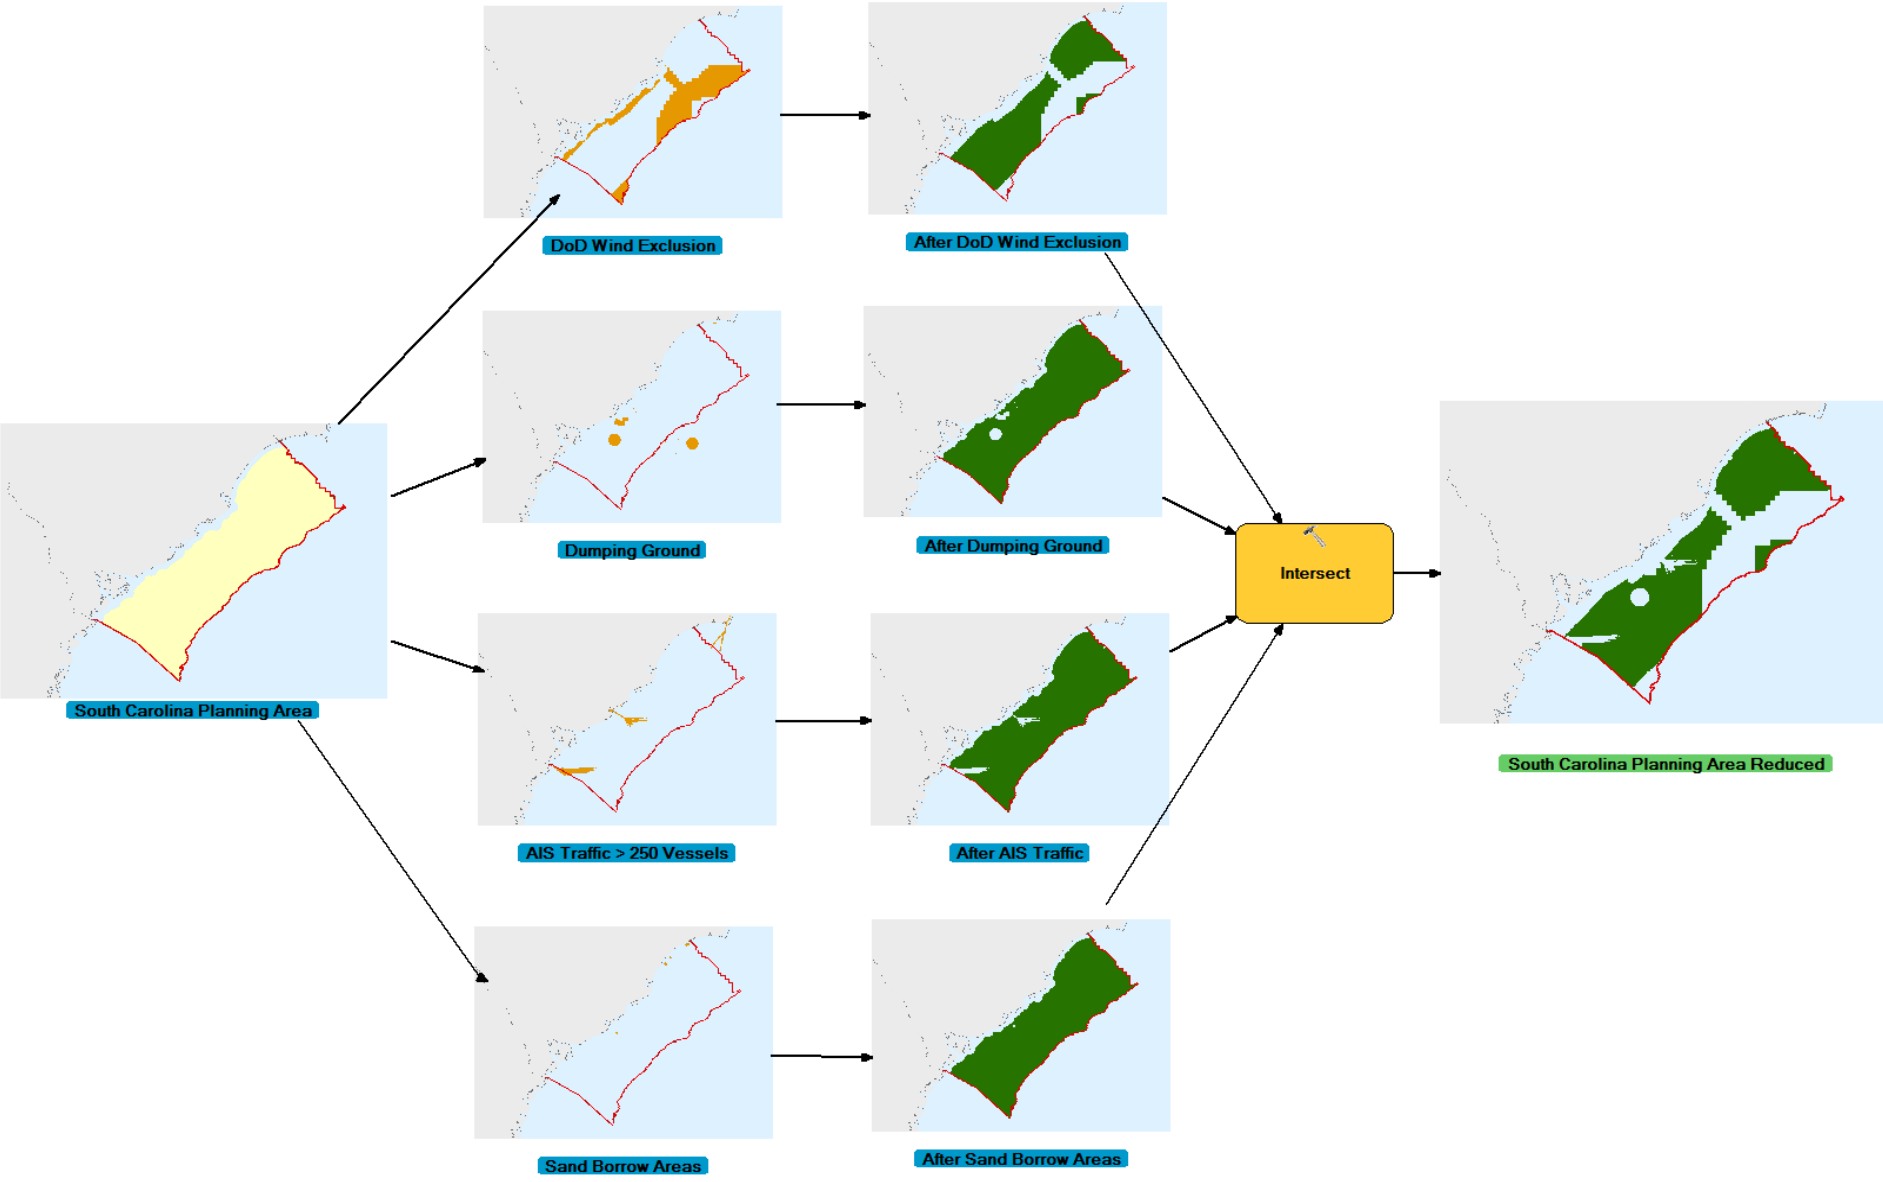 DoD Wind Exclusion
After DoD Wind Exclusion
Dumping Ground
After Dumping Ground
Intersect
South Carolina Planning Area
South Carolina Planning Area Reduced
AIS Traffic > 250 Vessels
After AIS Traffic
Sand Borrow Areas
After Sand Borrow Areas